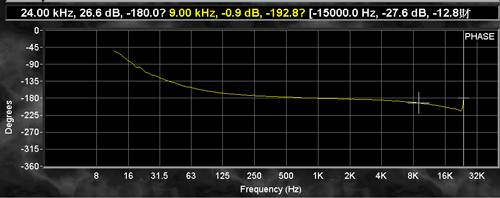 24.00 kHz, 26.6 dB, -180.0? 9.00 kHz, -0.9 dB, -192.8? [-15000.0 Hz, -27.6 dB, -12.8財
PHASE
0
-45
-90
-135
-180
-225
-270
-315
-360
Degrees
8 16 31.5 63 125 250 500 1K 2K 4K 8K 16K 32K
Frequency (Hz)